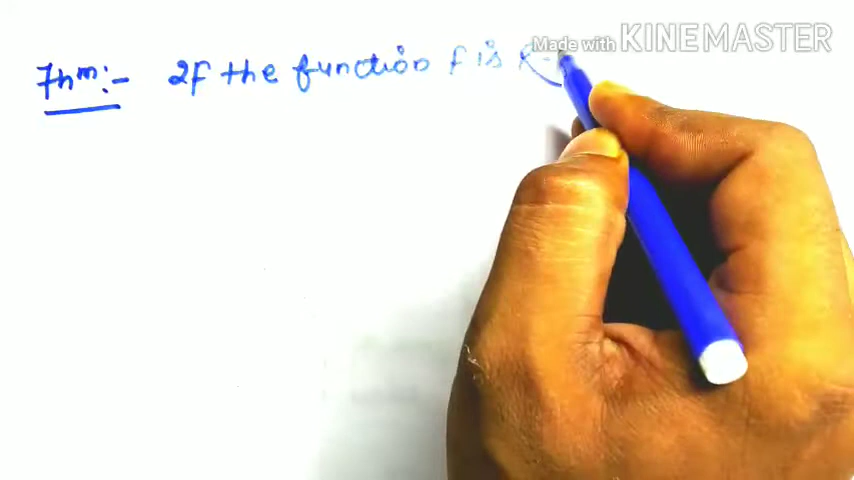 Made with KINEMASTER
Thm:- If the function f is R-